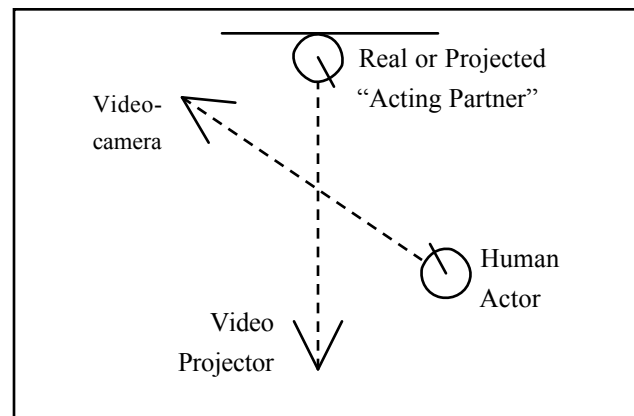 Real or Projected
“Acting Partner”
Video-
camera
Human
Actor
Video
Projector